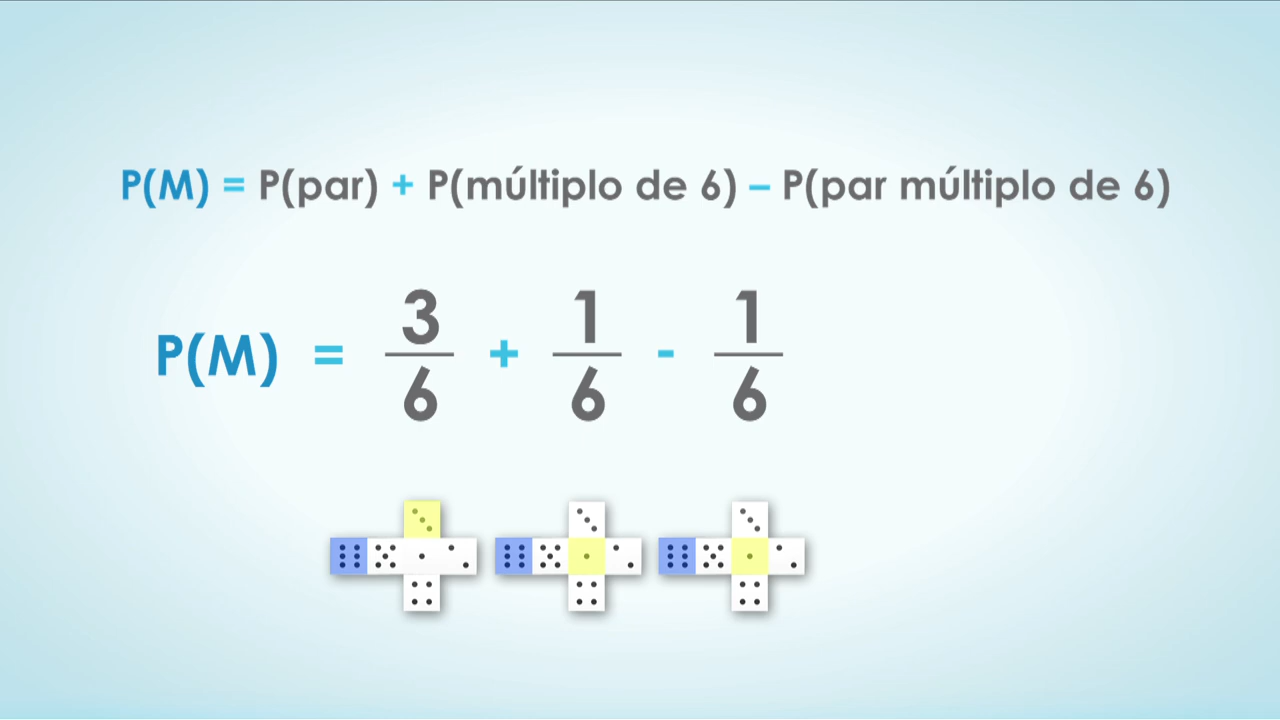 P(M) = P(par) + P(múltiplo de 6) – P(par múltiplo de 6)
P(M) = 3/6 + 1/6 - 1/6